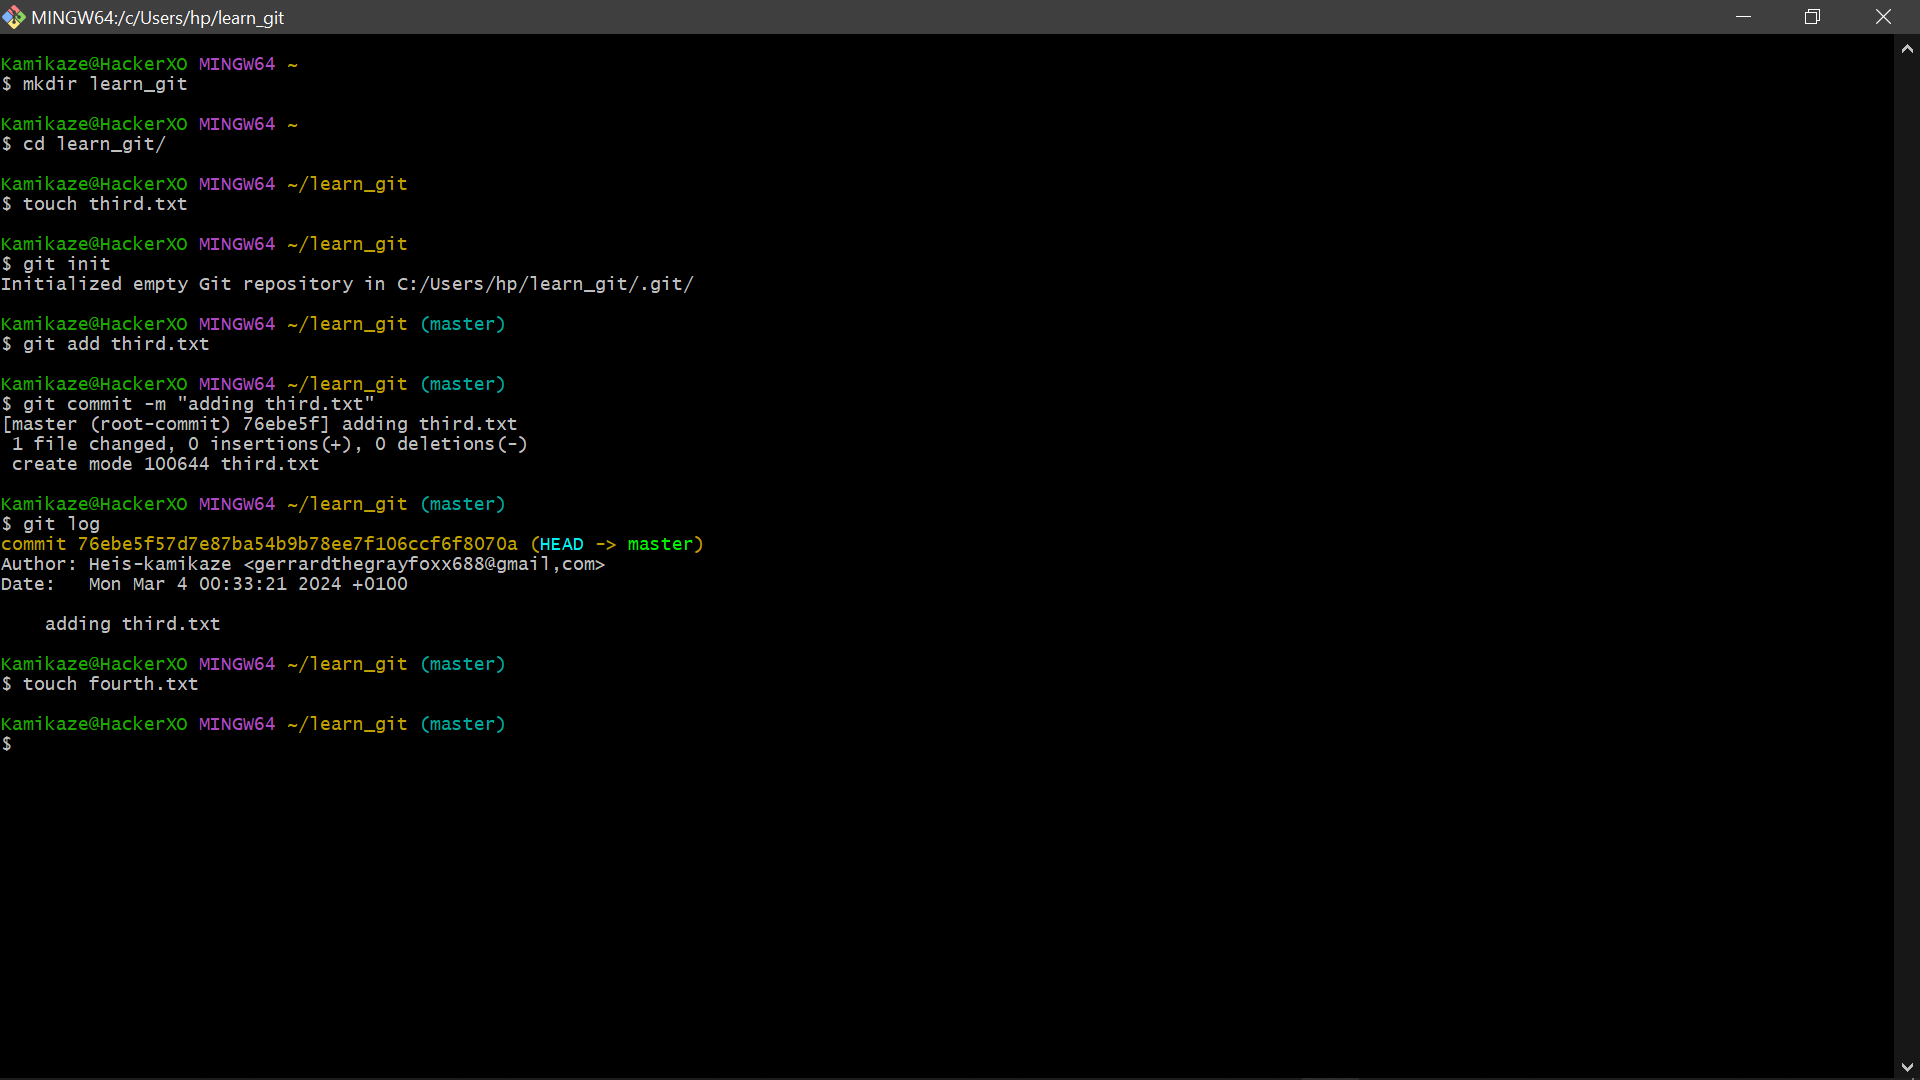 MINGW64:/c/Users/hp/learn_git
Kamikaze@HackerXO MINGW64 ~
$ mkdir learn_git
Kamikaze@HackerXO MINGW64 ~
$ cd learn_git/
Kamikaze@HackerXO MINGW64 ~/learn_git
$ touch third.txt
Kamikaze@HackerXO MINGW64 ~/learn_git
$ git init
Initialized empty Git repository in C:/Users/hp/learn_git/.git/
Kamikaze@HackerXO MINGW64 ~/learn_git (master)
$ git add third.txt
Kamikaze@HackerXO MINGW64 ~/learn_git (master)
$ git commit -m "adding third.txt"
[master (root-commit) 76ebe5f] adding third.txt
 1 file changed, 0 insertions(+), 0 deletions(-)
 create mode 100644 third.txt
Kamikaze@HackerXO MINGW64 ~/learn_git (master)
$ git log
commit 76ebe5f57d7e87ba54b9b78ee7f106ccf6f8070a (HEAD -> master)
Author: Heis-kamikaze <gerrardthegrayfoxx688@gmail,com>
Date:   Mon Mar 4 00:33:21 2024 +0100
    adding third.txt
Kamikaze@HackerXO MINGW64 ~/learn_git (master)
$ touch fourth.txt
Kamikaze@HackerXO MINGW64 ~/learn_git (master)
$